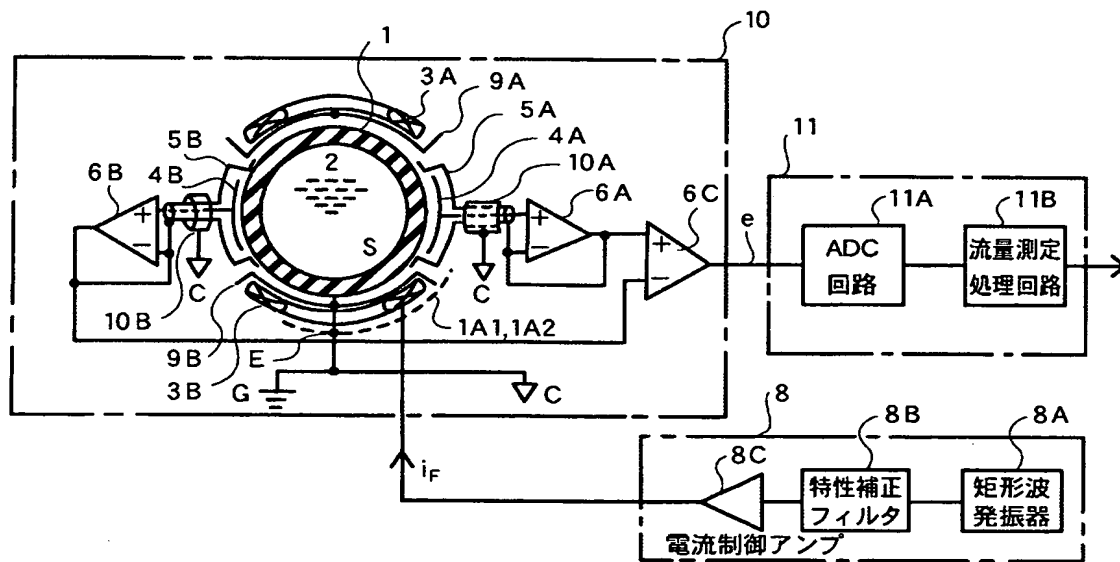 1
10
3A
9A
5A
4A
10A
6A
6C
5B
4B
6B
2
S
C
C
10B
9B
3B
E
G
1A1,1A2
C
iF
e
11
11A
11B
ADC
回路
流量測定
処理回路
8
8C
8B
8A
特性補正
フィルタ
矩形波
発振器
電流制御アンプ
+
−
+
−
+
−